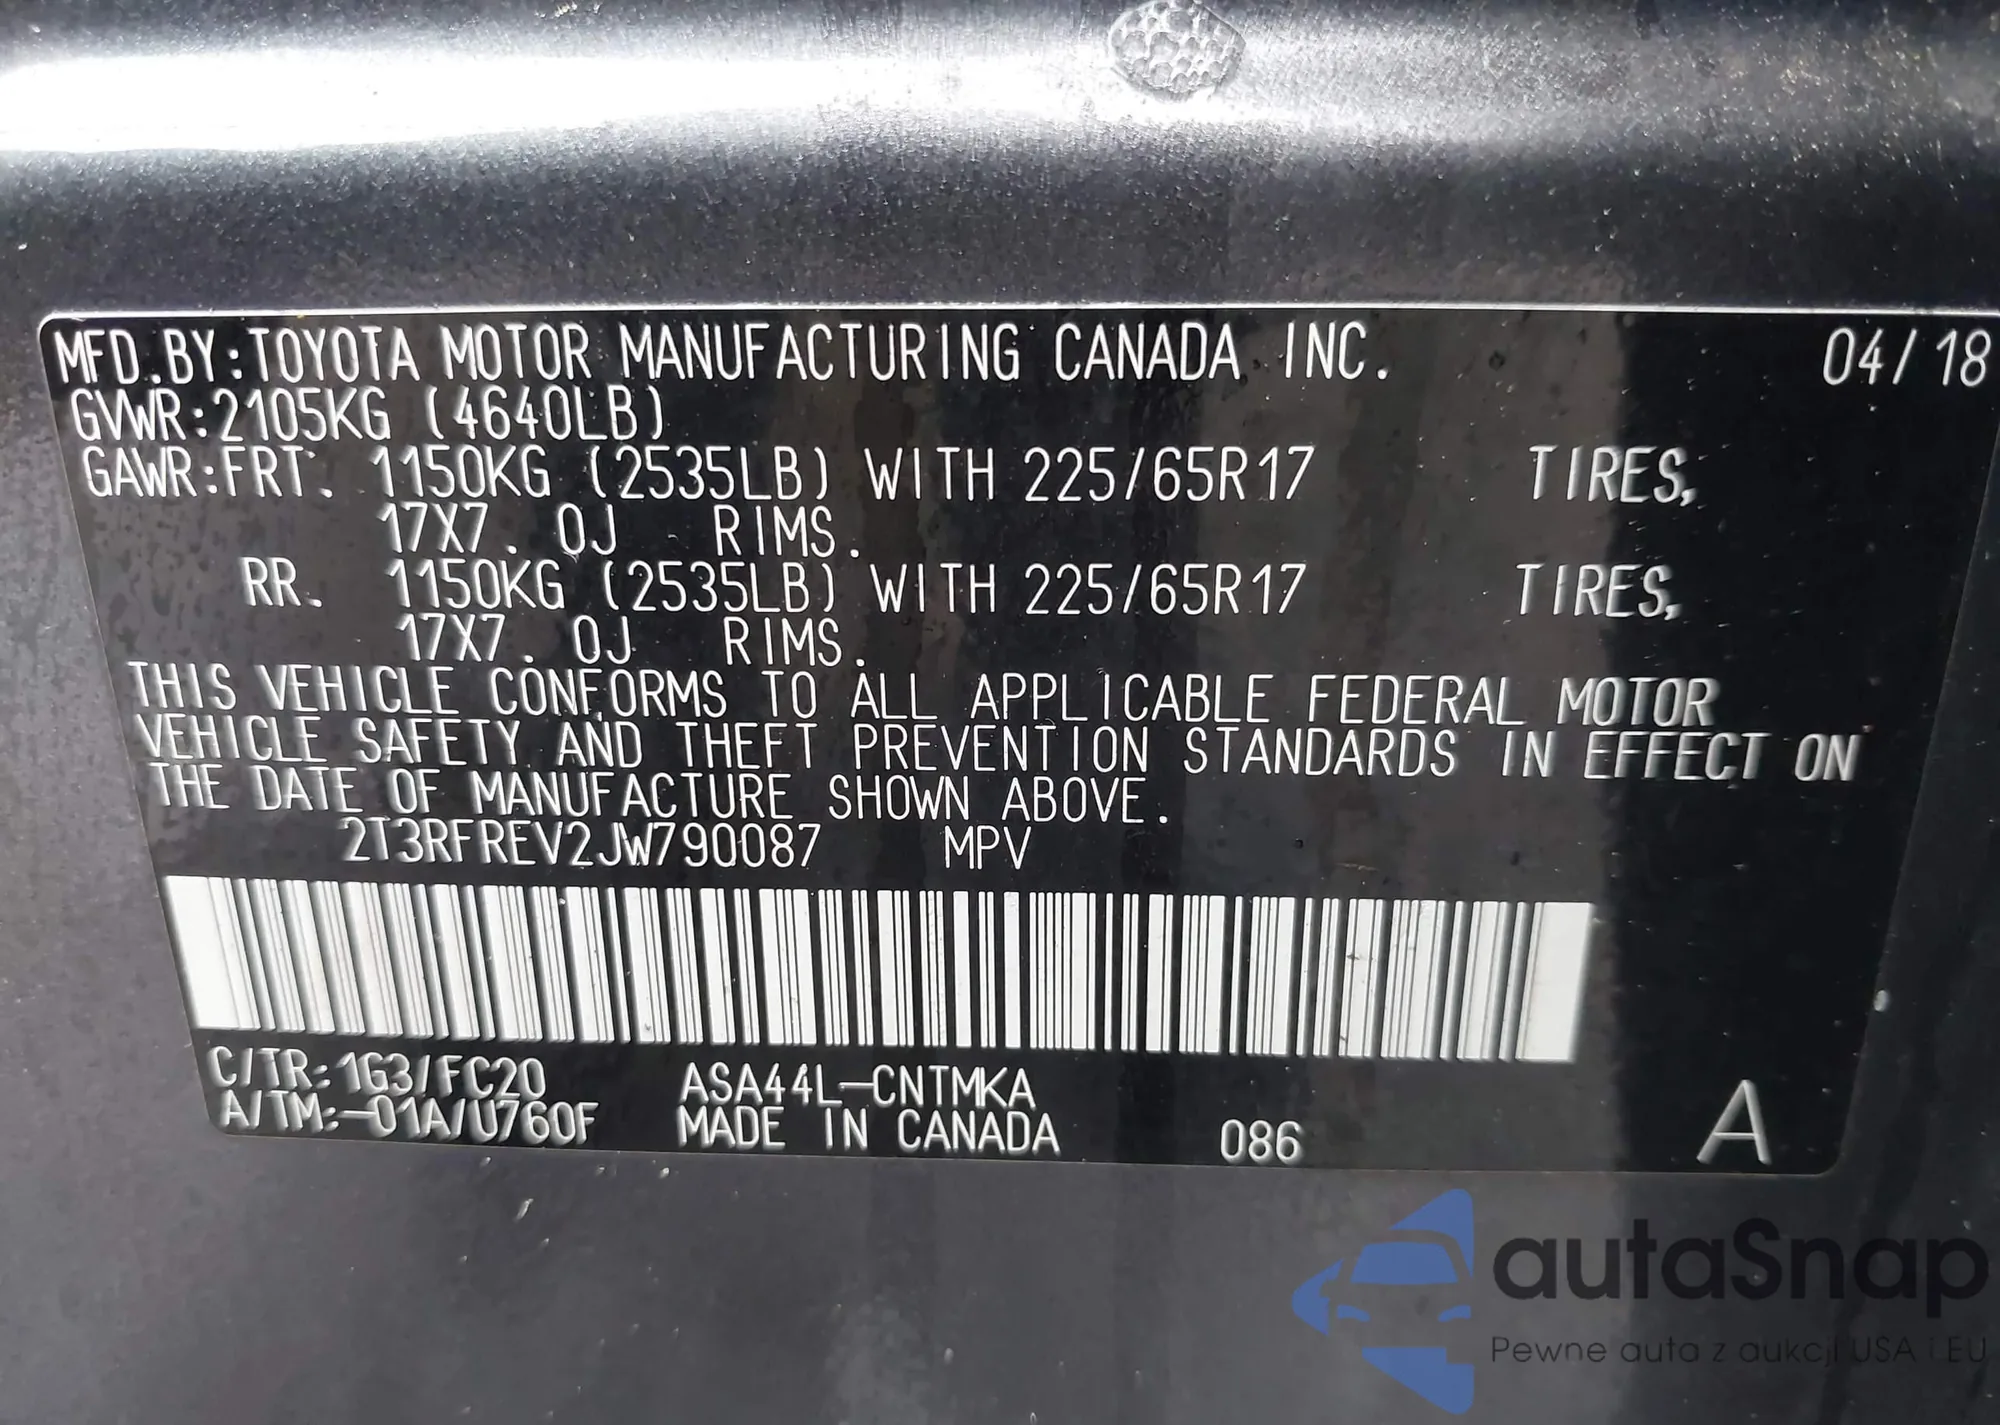 MFD.BY:TOYOTA MOTOR MANUFACTURING CANADA INC. 04/18
GVWR:2105KG (4640LB)
GAWR:FRT. 1150KG (2535LB) WITH 225/65R17 TIRES,
17X7.0J RIMS.
RR. 1150KG (2535LB) WITH 225/65R17 TIRES,
17X7.0J RIMS.
THIS VEHICLE CONFORMS TO ALL APPLICABLE FEDERAL MOTOR
VEHICLE SAFETY AND THEFT PREVENTION STANDARDS IN EFFECT ON
THE DATE OF MANUFACTURE SHOWN ABOVE.
2T3RFREV2JW790087 MPV
C/TR:1G3/FC20 ASA44L-CNTMKA
A/TM:-01A/U760F MADE IN CANADA 086 A
autaSnap
Pewne auta z aukcji USA i EU